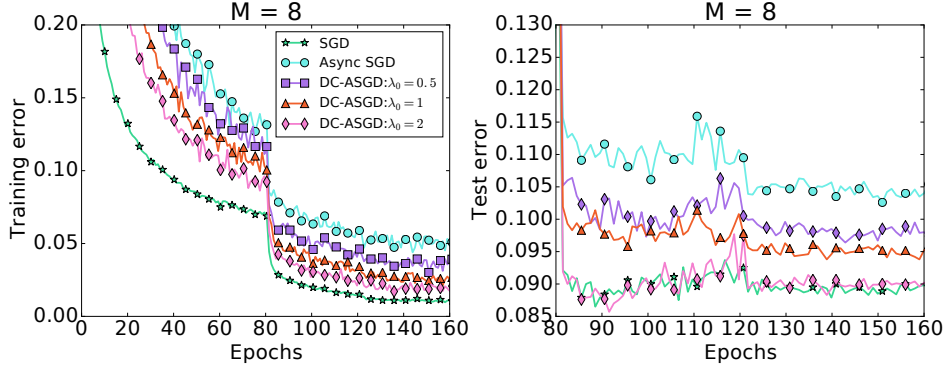 M = 8
Training error
0.20
0.15
0.10
0.05
0.00
0 20 40 60 80 100 120 140 160
Epochs
SGD
Async SGD
DC-ASGD:λ₀ = 0.5
DC-ASGD:λ₀ = 1
DC-ASGD:λ₀ = 2
M = 8
Test error
0.130
0.125
0.120
0.115
0.110
0.105
0.100
0.095
0.090
0.085
80 90 100 110 120 130 140 150 160
Epochs